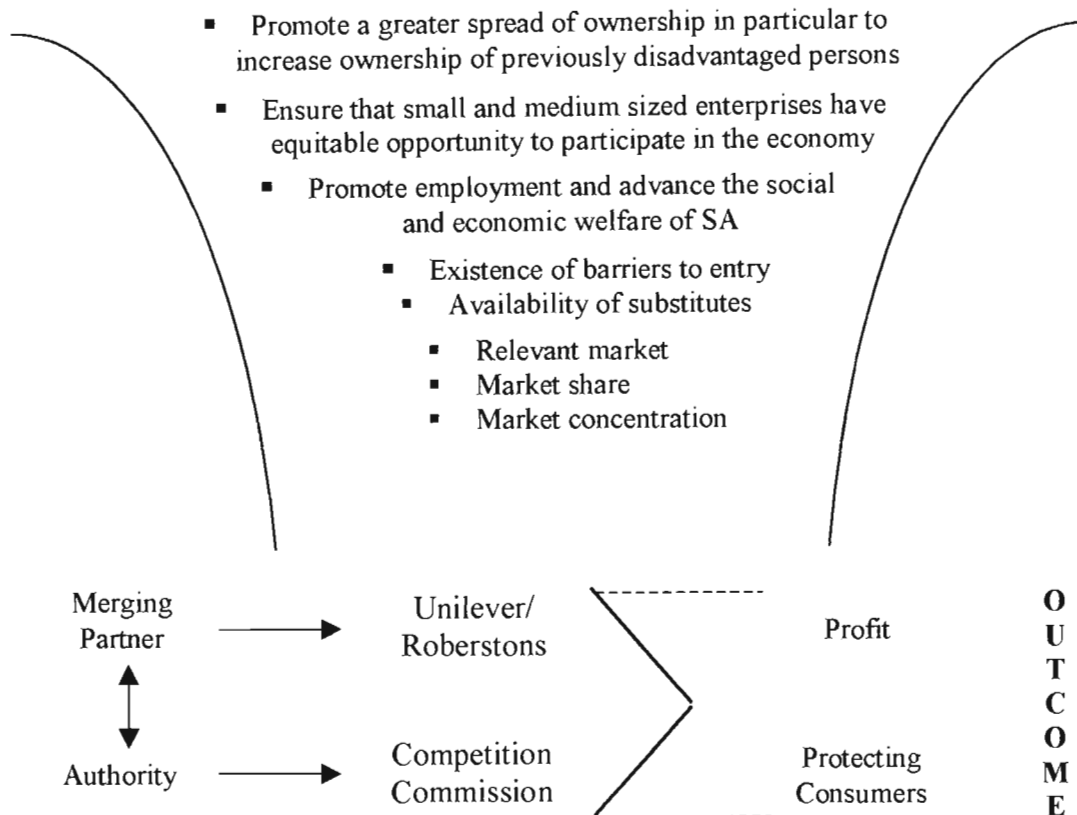 ▪ Promote a greater spread of ownership in particular to
increase ownership of previously disadvantaged persons
▪ Ensure that small and medium sized enterprises have
equitable opportunity to participate in the economy
▪ Promote employment and advance the social
and economic welfare of SA
▪ Existence of barriers to entry
▪ Availability of substitutes
▪ Relevant market
▪ Market share
▪ Market concentration
Merging
Partner
Unilever/
Roberstons
Profit
Authority
Competition
Commission
Protecting
Consumers
O
U
T
C
O
M
E